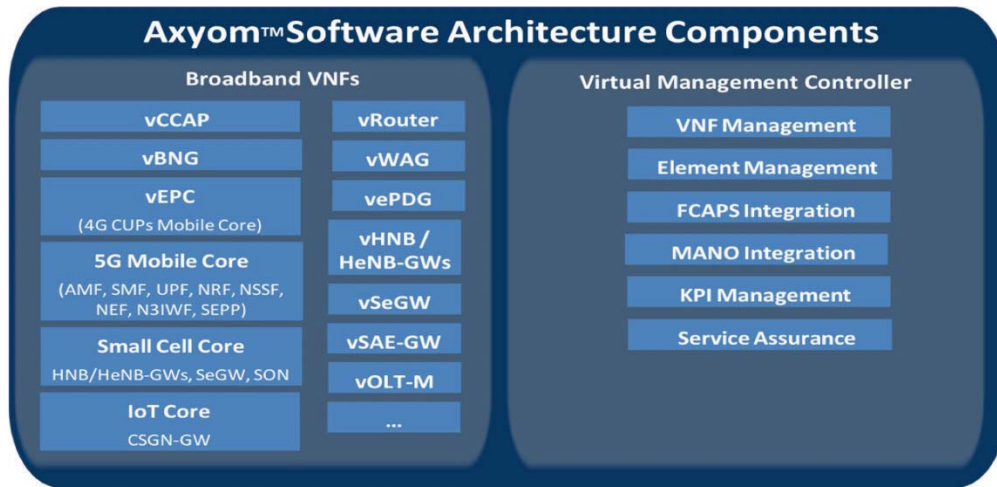 Axyom™ Software Architecture Components
Broadband VNFs
vCCAP
vBNG
vEPC
(4G CUPs Mobile Core)
5G Mobile Core
(AMF, SMF, UPF, NRF, NSSF,
NEF, N3IWF, SEPP)
Small Cell Core
HNB/HeNB-GWs, SeGW, SON
IoT Core
CSGN-GW
vRouter
vWAG
vePDG
vHNB /
HeNB-GWs
vSeGW
vSAE-GW
vOLT-M
...
Virtual Management Controller
VNF Management
Element Management
FCAPS Integration
MANO Integration
KPI Management
Service Assurance